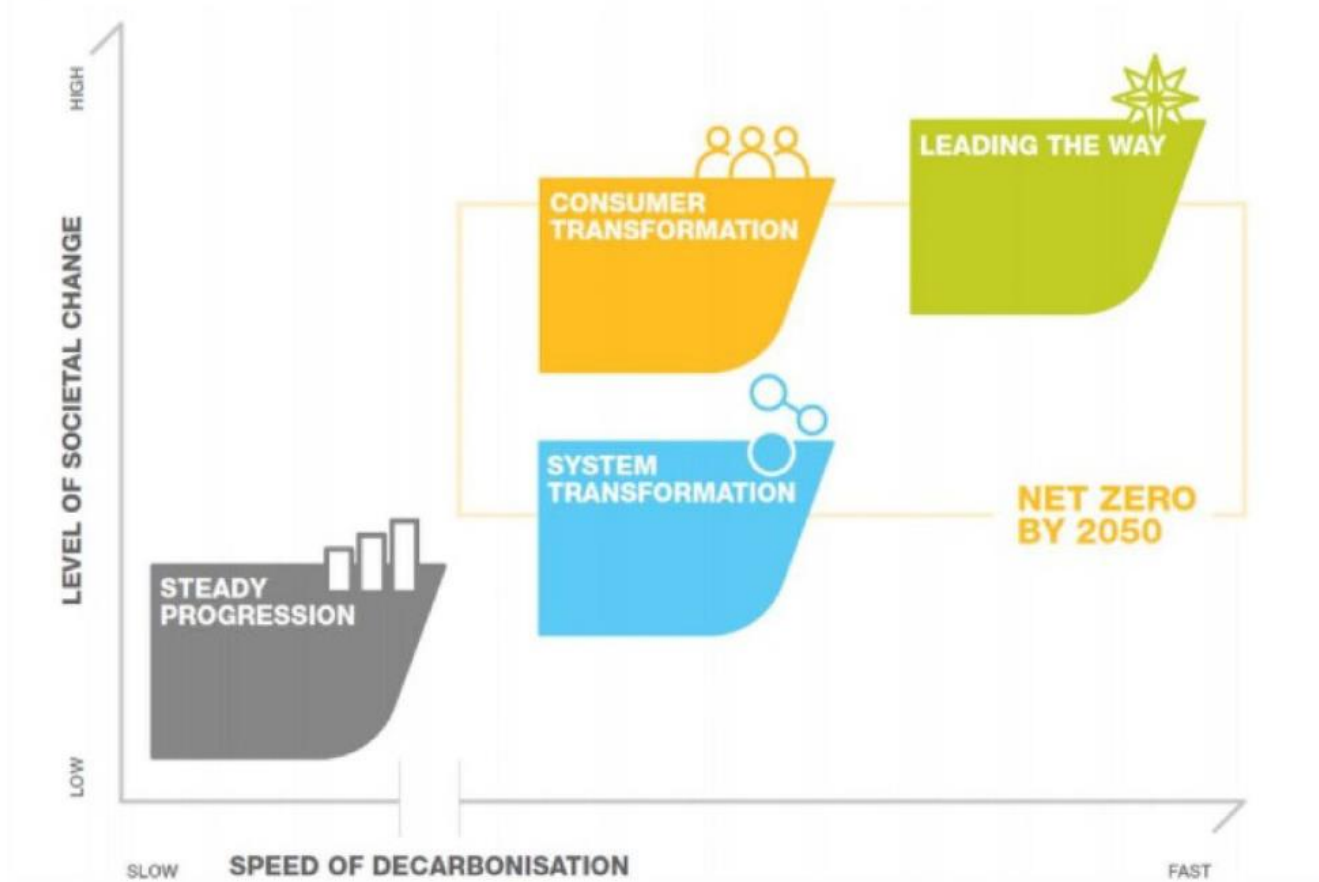 HIGH
LEVEL OF SOCIETAL CHANGE
LOW
LEADING THE WAY
CONSUMER
TRANSFORMATION
SYSTEM
TRANSFORMATION
NET ZERO
BY 2050
STEADY
PROGRESSION
SLOW
SPEED OF DECARBONISATION
FAST